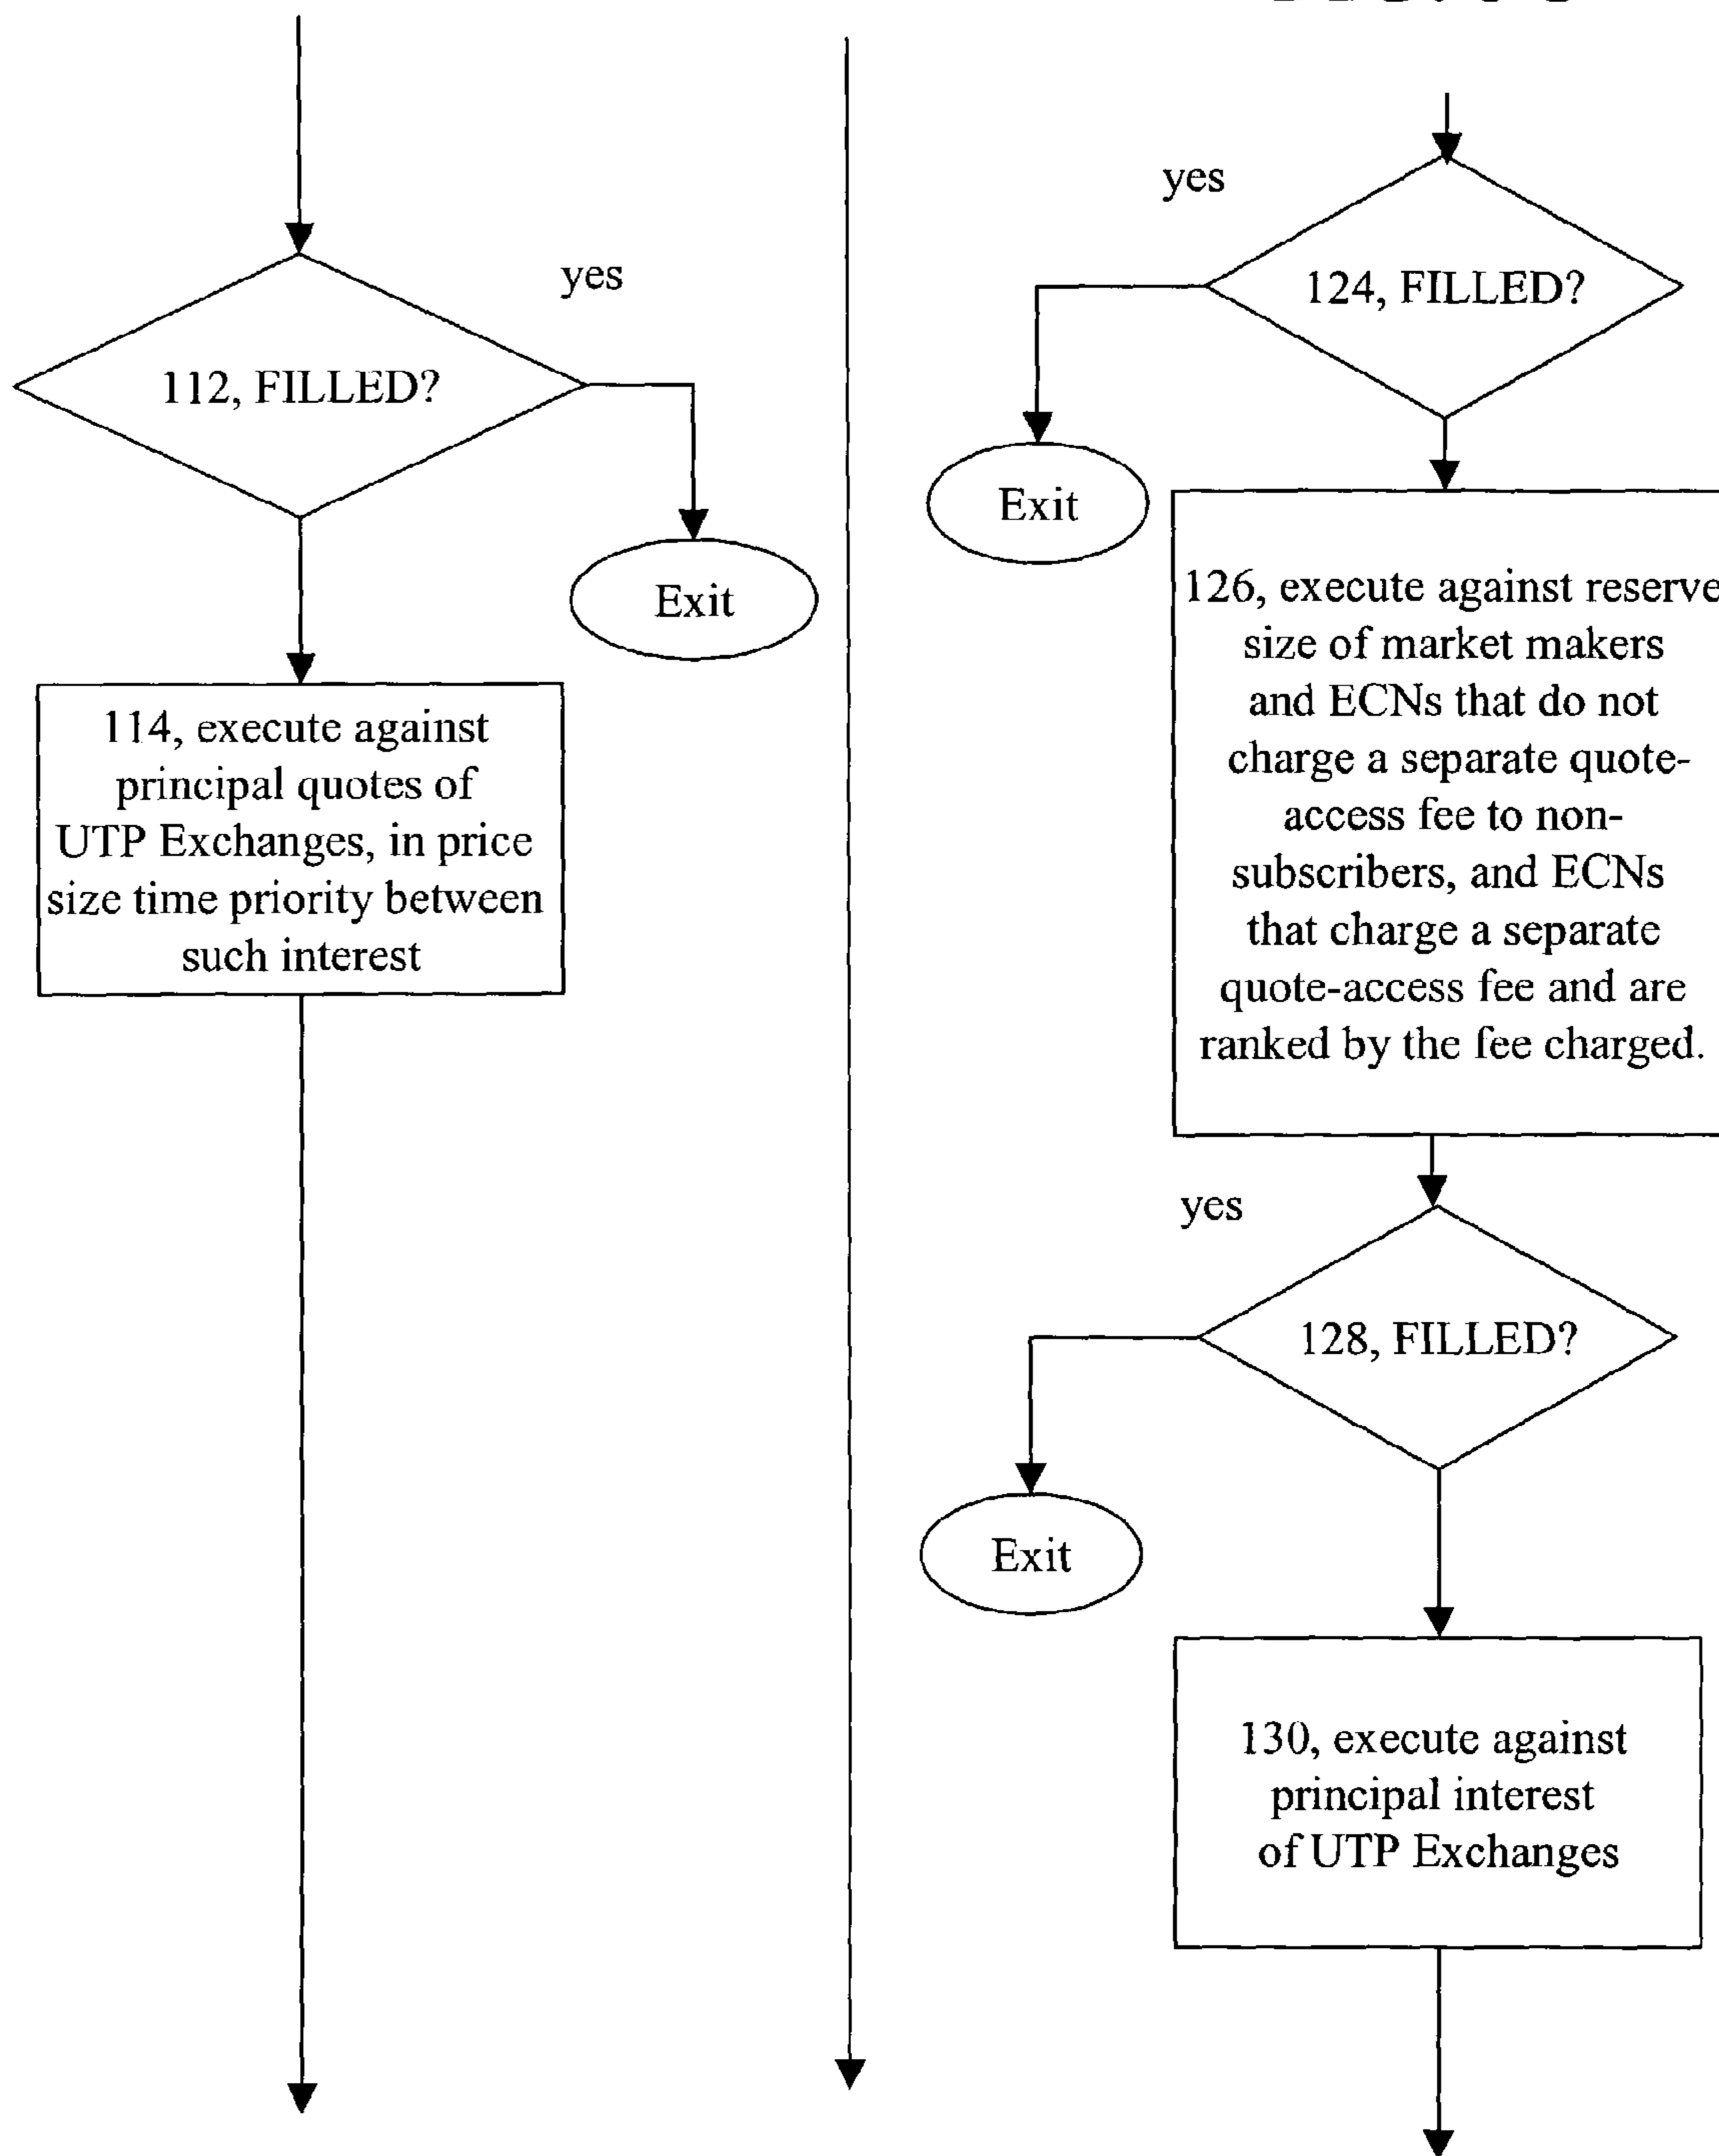 yes
112, FILLED?
Exit
114, execute against
principal quotes of
UTP Exchanges, in price
size time priority between
such interest
yes
124, FILLED?
Exit
126, execute against reserve
size of market makers
and ECNs that do not
charge a separate quote-
access fee to non-
subscribers, and ECNs
that charge a separate
quote-access fee and are
ranked by the fee charged.
yes
128, FILLED?
Exit
130, execute against
principal interest
of UTP Exchanges